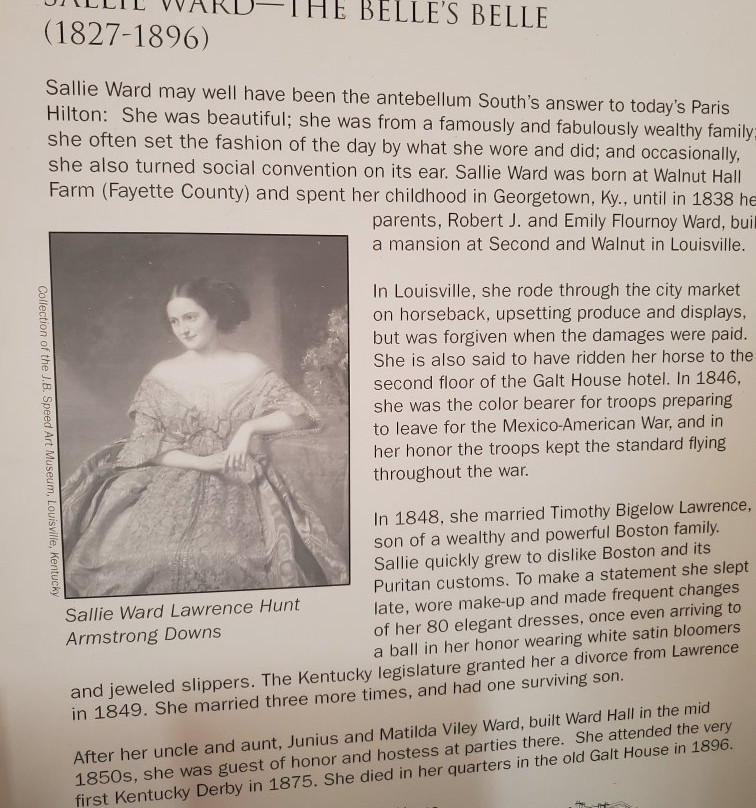 SALLIE WARD—THE BELLE'S BELLE
(1827-1896)
Sallie Ward may well have been the antebellum South's answer to today's Paris
Hilton: She was beautiful; she was from a famously and fabulously wealthy family;
she often set the fashion of the day by what she wore and did; and occasionally,
she also turned social convention on its ear. Sallie Ward was born at Walnut Hall
Farm (Fayette County) and spent her childhood in Georgetown, Ky., until in 1838 he
parents, Robert J. and Emily Flournoy Ward, buil
a mansion at Second and Walnut in Louisville.
In Louisville, she rode through the city market
on horseback, upsetting produce and displays,
but was forgiven when the damages were paid.
She is also said to have ridden her horse to the
second floor of the Galt House hotel. In 1846,
she was the color bearer for troops preparing
to leave for the Mexico-American War, and in
her honor the troops kept the standard flying
throughout the war.
In 1848, she married Timothy Bigelow Lawrence,
son of a wealthy and powerful Boston family.
Sallie quickly grew to dislike Boston and its
Puritan customs. To make a statement she slept
late, wore make-up and made frequent changes
of her 80 elegant dresses, once even arriving to
a ball in her honor wearing white satin bloomers
and jeweled slippers. The Kentucky legislature granted her a divorce from Lawrence
in 1849. She married three more times, and had one surviving son.
After her uncle and aunt, Junius and Matilda Viley Ward, built Ward Hall in the mid
1850s, she was guest of honor and hostess at parties there. She attended the very
first Kentucky Derby in 1875. She died in her quarters in the old Galt House in 1896.
Collection of the J.B. Speed Art Museum, Louisville, Kentucky
Sallie Ward Lawrence Hunt
Armstrong Downs